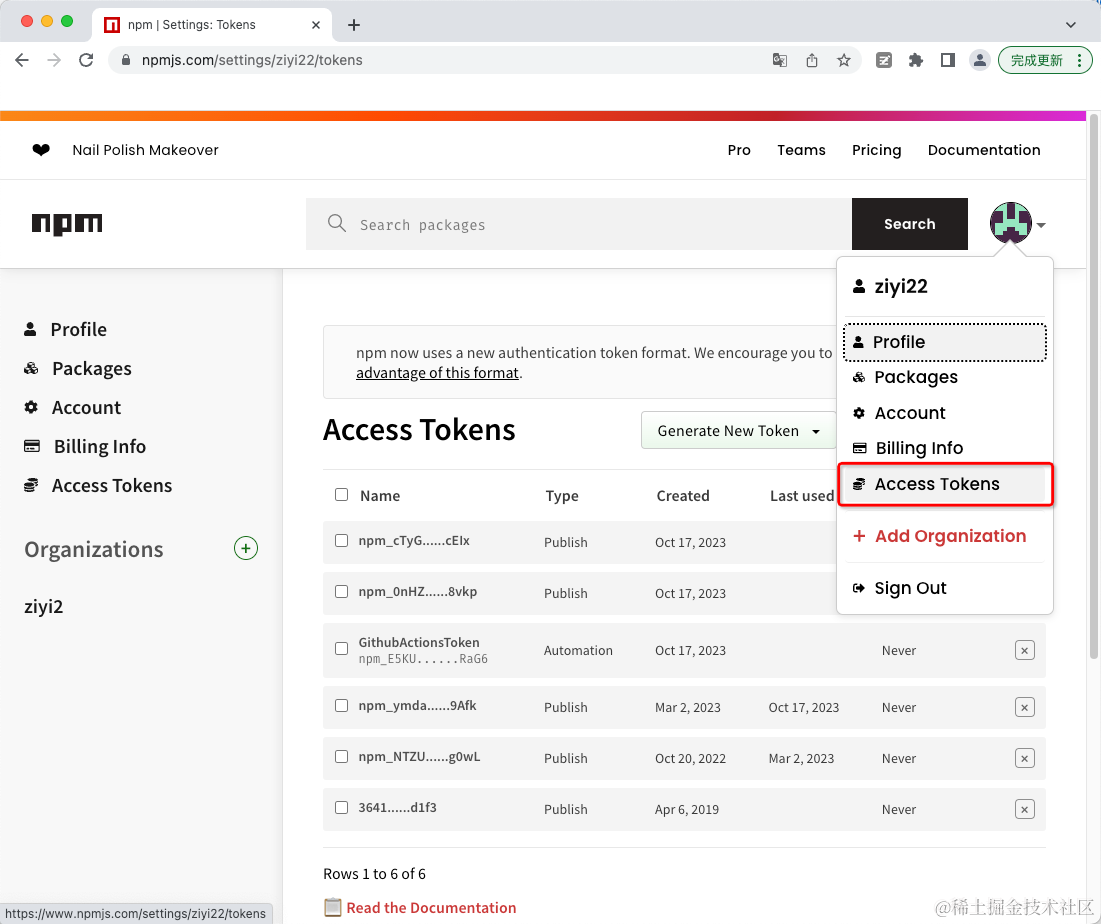 npm | Settings: Tokens
npmjs.com/settings/ziyi22/tokens
完成更新
Nail Polish Makeover
Pro Teams Pricing Documentation
npm
Search packages
Search
ziyi22
Profile
Packages
Account
Billing Info
Access Tokens
Add Organization
Sign Out
Profile
Packages
Account
Billing Info
Access Tokens
Organizations
ziyi2
npm now uses a new authentication token format. We encourage you to
advantage of this format.
Access Tokens
Generate New Token
Name Type Created Last used
npm_cTyG......cEIx Publish Oct 17, 2023
npm_0nHZ......8vkp Publish Oct 17, 2023
GithubActionsToken
npm_E5KU......RaG6 Automation Oct 17, 2023 Never
npm_ymda......9Afk Publish Mar 2, 2023 Oct 17, 2023 Never
npm_NTZU......g0wL Publish Oct 20, 2022 Mar 2, 2023 Never
3641......d1f3 Publish Apr 6, 2019 Never
Rows 1 to 6 of 6
Read the Documentation
https://www.npmjs.com/settings/ziyi22/tokens
@稀土掘金技术社区